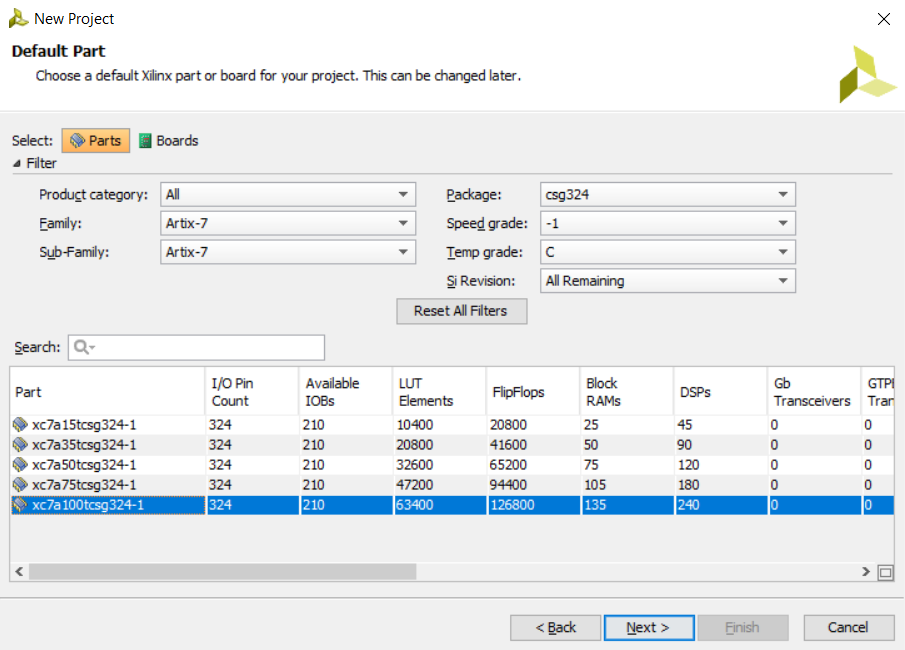 New Project
Default Part
Choose a default Xilinx part or board for your project. This can be changed later.
Select: Parts Boards
Filter
Product category: All Package: csg324
Family: Artix-7 Speed grade: -1
Sub-Family: Artix-7 Temp grade: C
Si Revision: All Remaining
Reset All Filters
Search:
Part I/O Pin Count Available IOBs LUT Elements FlipFlops Block RAMs DSPs Gb Transceivers GTPE Tran
xc7a15tcsg324-1 324 210 10400 20800 25 45 0 0
xc7a35tcsg324-1 324 210 20800 41600 50 90 0 0
xc7a50tcsg324-1 324 210 32600 65200 75 120 0 0
xc7a75tcsg324-1 324 210 47200 94400 105 180 0 0
xc7a100tcsg324-1 324 210 63400 126800 135 240 0 0
< Back Next > Finish Cancel